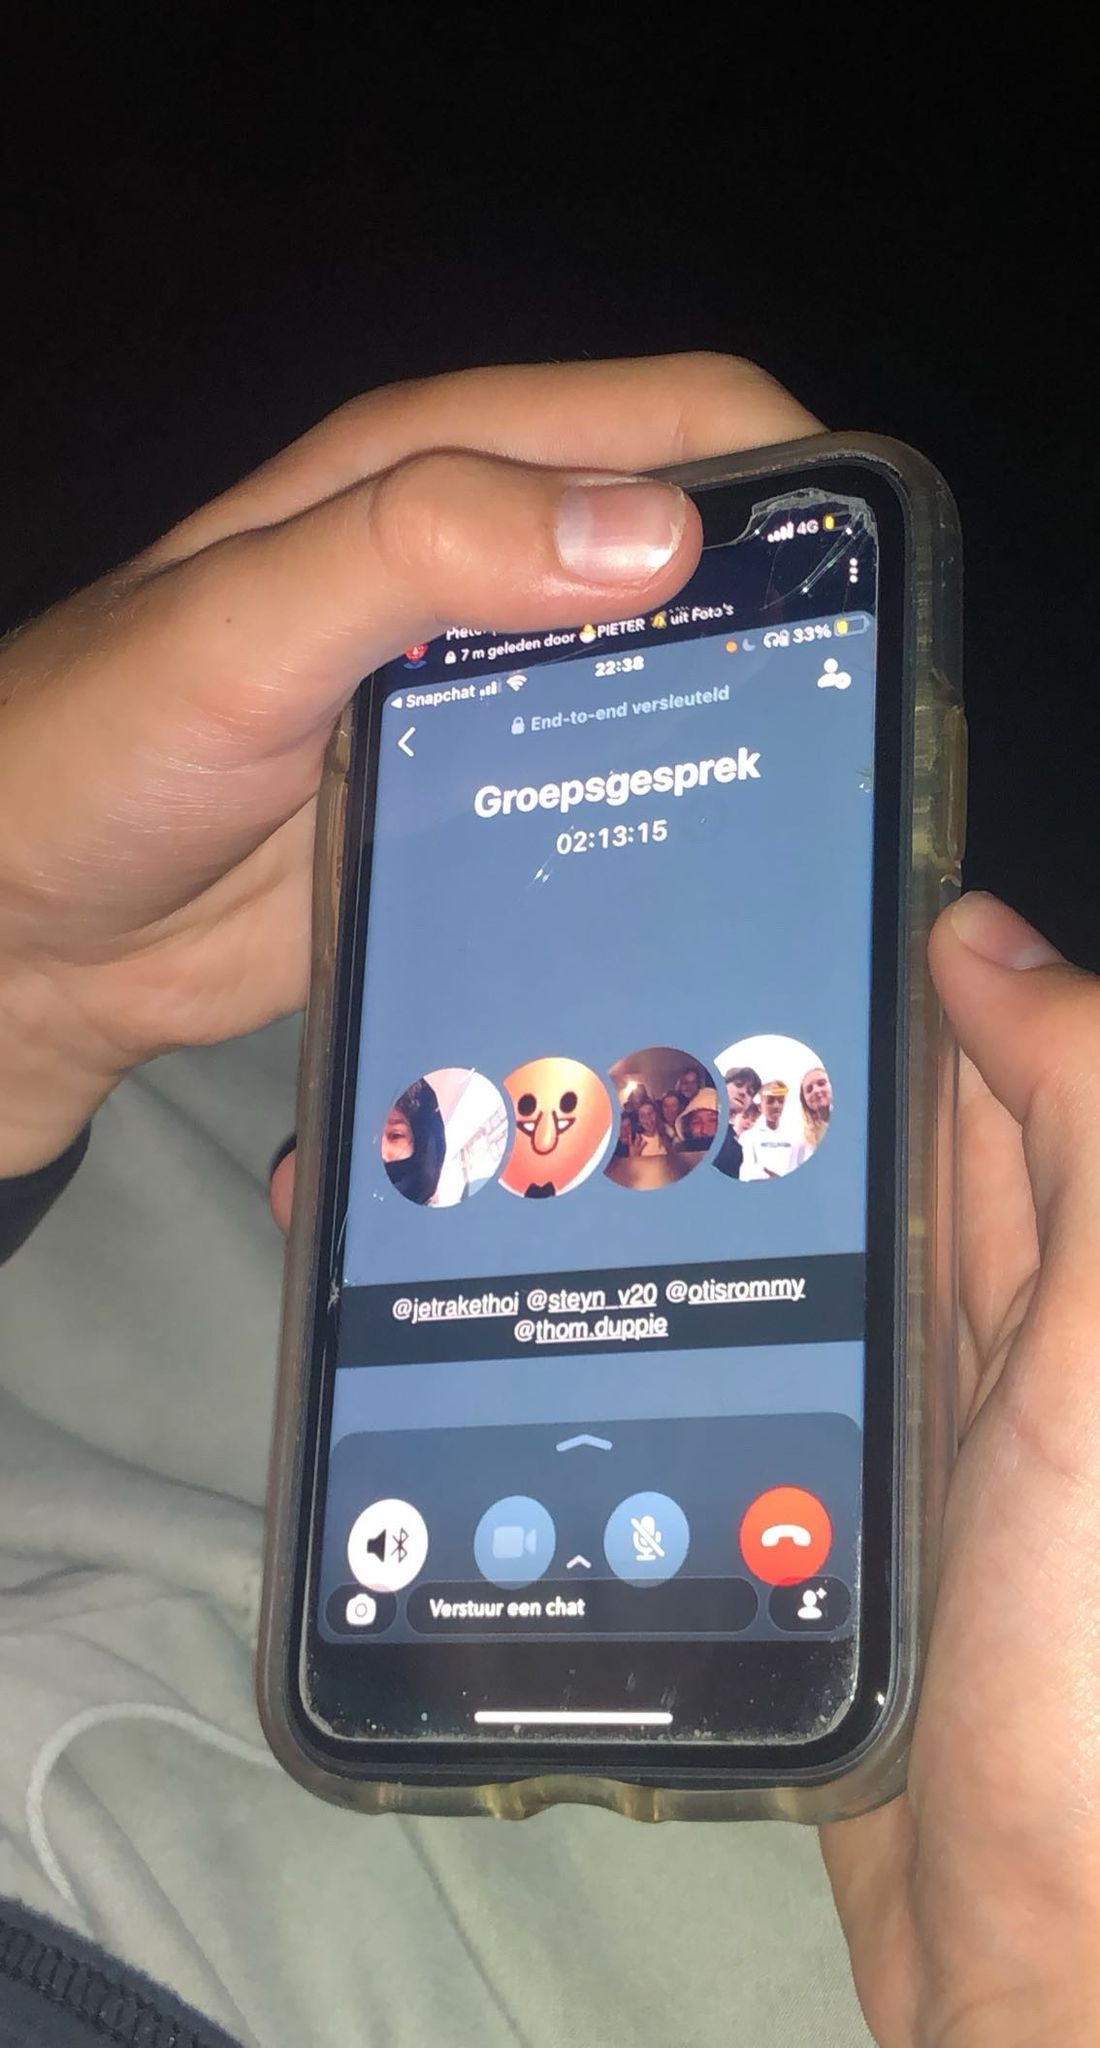 4G
7 m geleden door 🐣PIETER 🔔 uit Foto's
33%
22:38
Snapchat
End-to-end versleuteld
Groepsgesprek
02:13:15
@jetrakethoi @steyn_v20 @otisrommy
@thom.duppie
Verstuur een chat